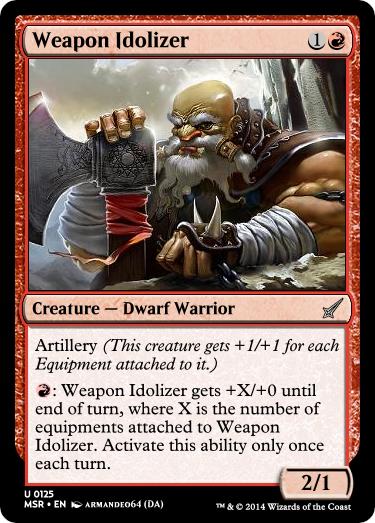 Weapon Idolizer 1
Creature — Dwarf Warrior
Artillery (This creature gets +1/+1 for each
Equipment attached to it.)
: Weapon Idolizer gets +X/+0 until
end of turn, where X is the number of
equipments attached to Weapon
Idolizer. Activate this ability only once
each turn.
2/1
U 0125
MSR • EN ARMANDEO64 (DA)
™ & © 2014 Wizards of the Coast